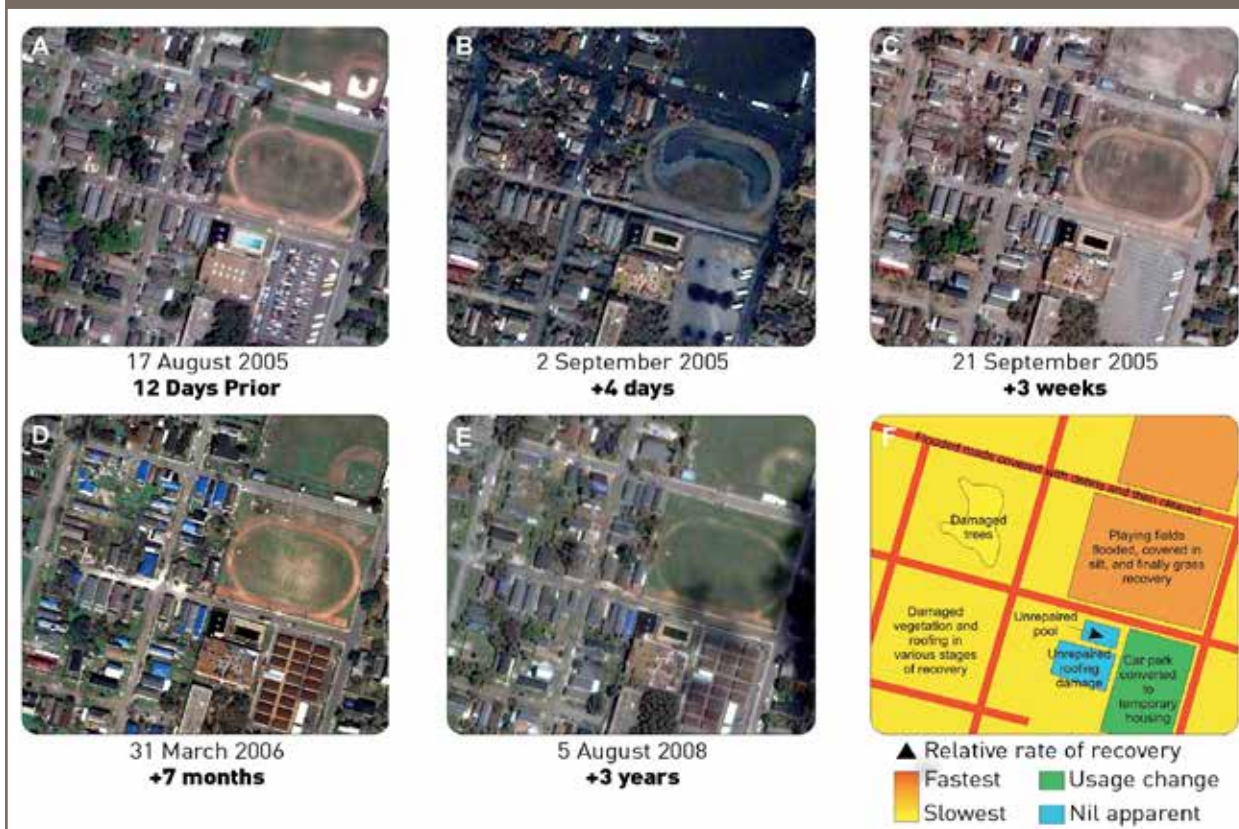 A
B
C
17 August 2005
12 Days Prior
2 September 2005
+4 days
21 September 2005
+3 weeks
D
E
F
Flooded roads covered with debris and then cleared
Damaged
trees
Playing fields
flooded, covered in
silt, and finally grass
recovery
Damaged
vegetation and
roofing in
various stages
of recovery
Unrepaired
pool
Unrepaired
roofing
damage
Car park
converted
to
temporary
housing
31 March 2006
+7 months
5 August 2008
+3 years
Relative rate of recovery
Fastest
Slowest
Usage change
Nil apparent